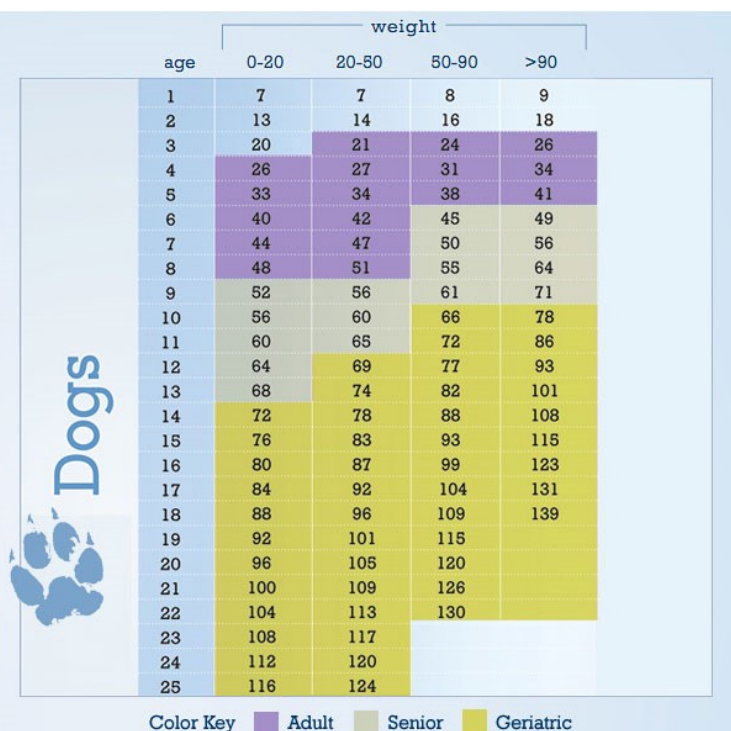 weight
age 0-20 20-50 50-90 >90
1 7 7 8 9
2 13 14 16 18
3 20 21 24 26
4 26 27 31 34
5 33 34 38 41
6 40 42 45 49
7 44 47 50 56
8 48 51 55 64
9 52 56 61 71
10 56 60 66 78
11 60 65 72 86
12 64 69 77 93
13 68 74 82 101
14 72 78 88 108
15 76 83 93 115
16 80 87 99 123
17 84 92 104 131
18 88 96 109 139
19 92 101 115
20 96 105 120
21 100 109 126
22 104 113 130
23 108 117
24 112 120
25 116 124
Dogs
Color Key Adult Senior Geriatric